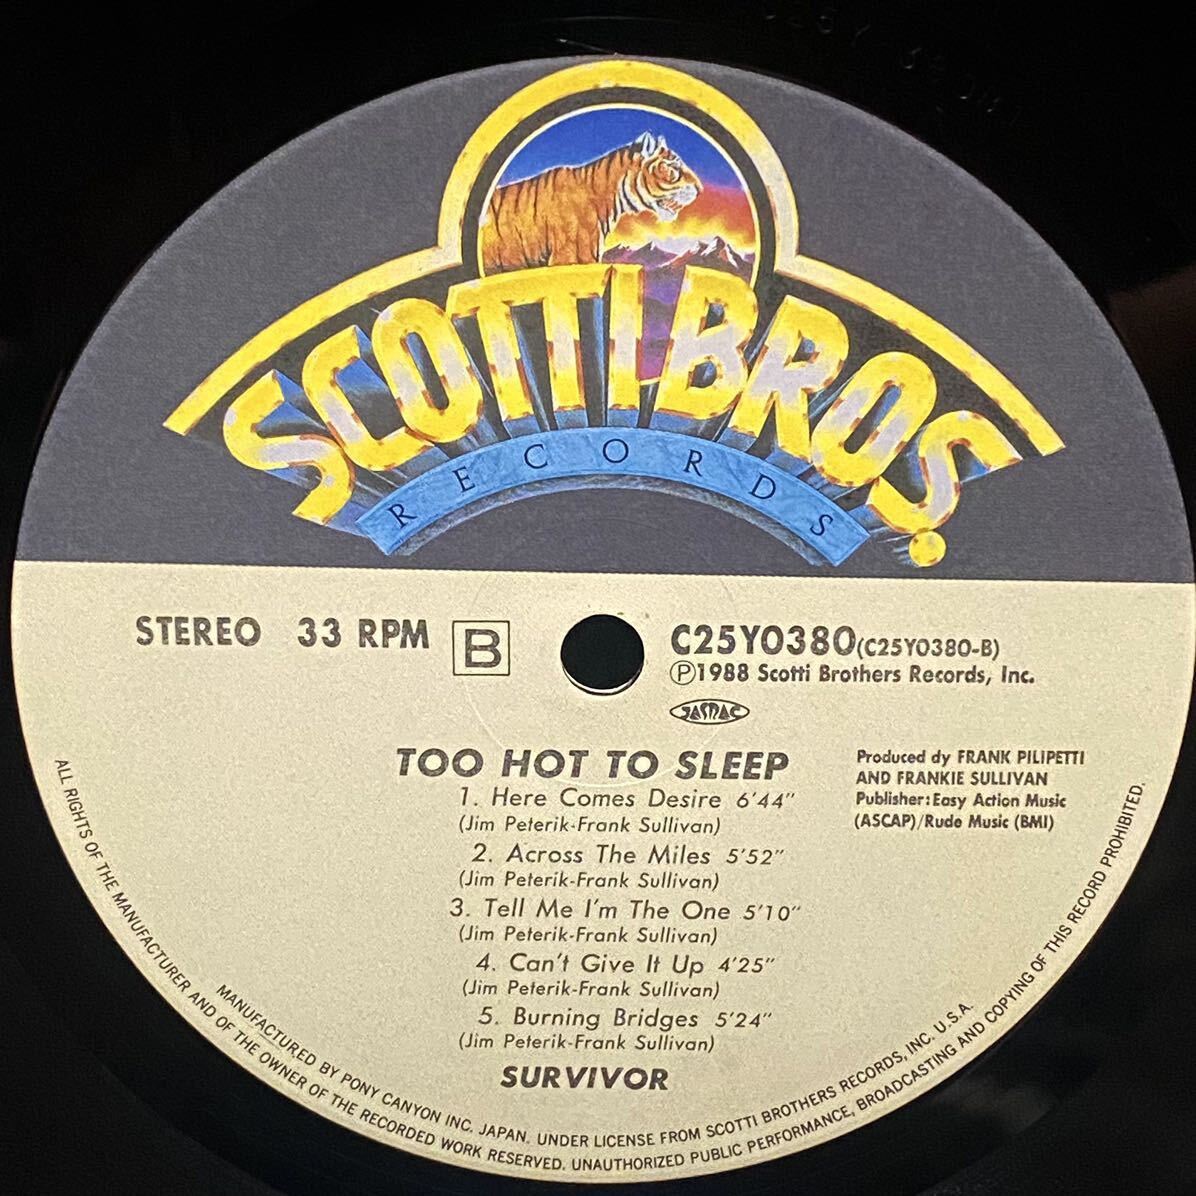 SCOTTI BROS.
RECORDS
STEREO 33 RPM B
C25Y0380(C25Y0380-B)
Ⓟ1988 Scotti Brothers Records, Inc.
JASRAC
TOO HOT TO SLEEP
1. Here Comes Desire 6'44"
(Jim Peterik-Frank Sullivan)
2. Across The Miles 5'52"
(Jim Peterik-Frank Sullivan)
3. Tell Me I'm The One 5'10"
(Jim Peterik-Frank Sullivan)
4. Can't Give It Up 4'25"
(Jim Peterik-Frank Sullivan)
5. Burning Bridges 5'24"
(Jim Peterik-Frank Sullivan)
SURVIVOR
Produced dy FRANK PILIPETTI
AND FRANKIE SULLIVAN
Publisher:Easy Action Music
(ASCAP)/Rude Music (BMI)
MANUFACTURED BY PONY CANYON INC. JAPAN. UNDER LICENSE FROM SCOTTI BROTHERS RECORDS, INC. U.S.A.
ALL RIGHTS OF THE MANUFACTURER AND OF THE OWNER OF THE RECORDED WORK RESERVED. UNAUTHORIZED PUBLIC PERFORMANCE, BROADCASTING AND COPYING OF THIS RECORD PROHIBITED.